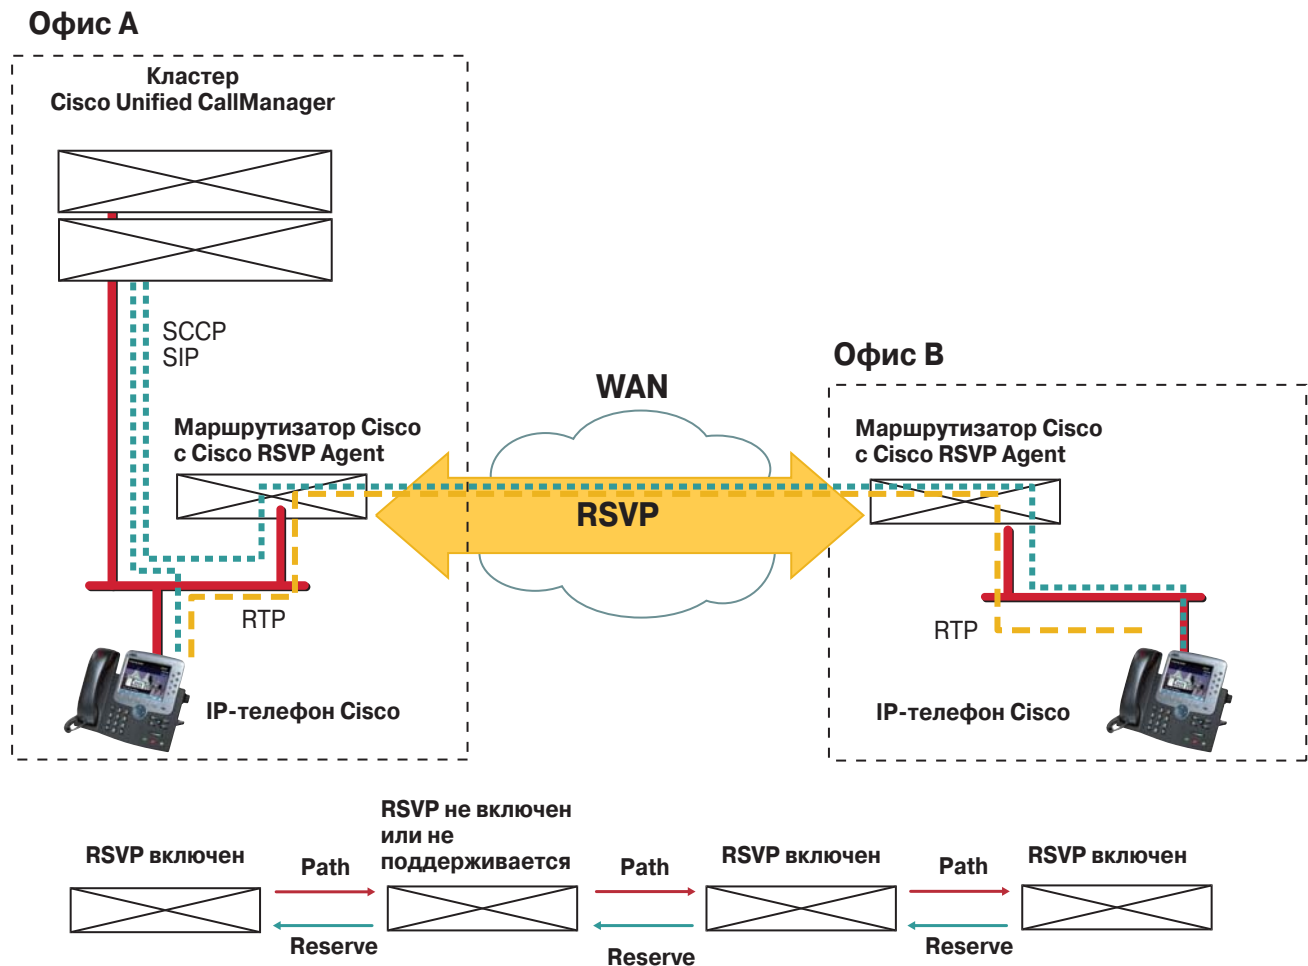 Офис A
Кластер
Cisco Unified CallManager
SCCP
SIP
Маршрутизатор Cisco
с Cisco RSVP Agent
RTP
IP-телефон Cisco
WAN
RSVP
Офис B
Маршрутизатор Cisco
с Cisco RSVP Agent
RTP
IP-телефон Cisco
RSVP включен
Path
Reserve
RSVP не включен
или не
поддерживается
Path
Reserve
RSVP включен
Path
Reserve
RSVP включен